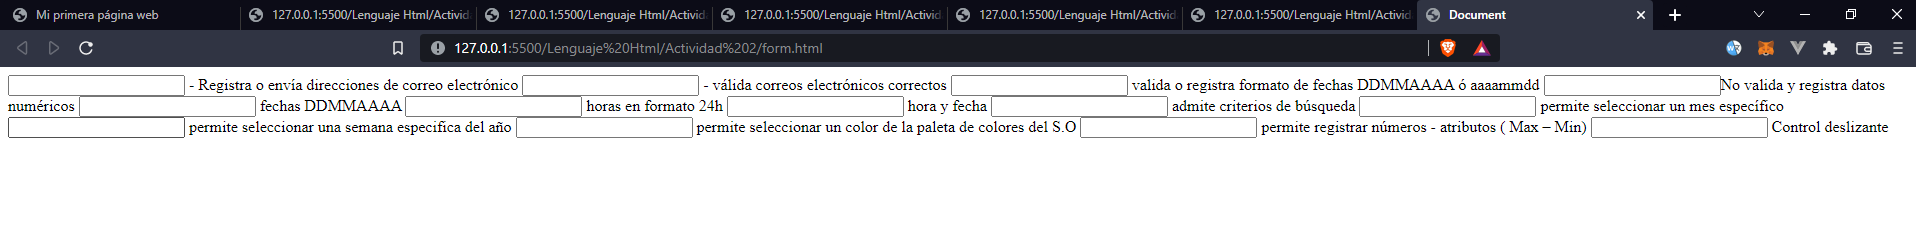 Mi primera página web 127.0.0.1:5500/Lenguaje Html/Activid 127.0.0.1:5500/Lenguaje Html/Activid 127.0.0.1:5500/Lenguaje Html/Activid 127.0.0.1:5500/Lenguaje Html/Activid 127.0.0.1:5500/Lenguaje Html/Activid Document
127.0.0.1:5500/Lenguaje%20Html/Actividad%202/form.html
- Registra o envía direcciones de correo electrónico - válida correos electrónicos correctos valida o registra formato de fechas DDMMAAAA ó aaaammdd No valida y registra datos
numéricos fechas DDMMAAAA horas en formato 24h hora y fecha admite criterios de búsqueda permite seleccionar un mes específico
permite seleccionar una semana especifica del año permite seleccionar un color de la paleta de colores del S.O permite registrar números - atributos ( Max – Min) Control deslizante